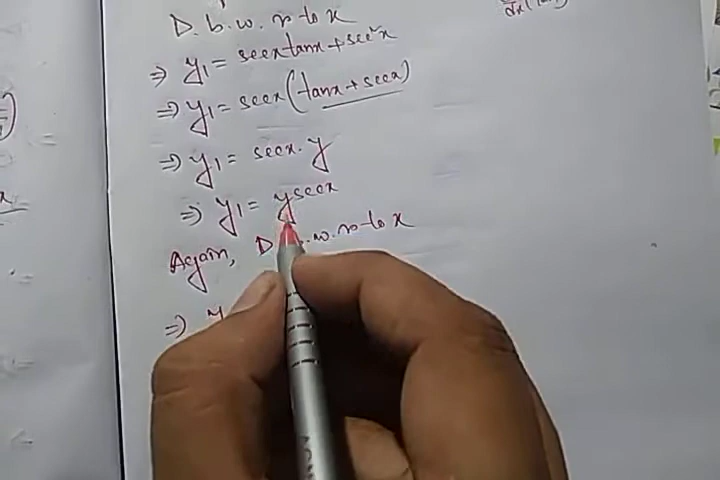 D. b. w. r. to x
⇒ y₁ = secx tanx + sec²x
⇒ y₁ = secx (tanx + secx)
⇒ y₁ = secx. y
⇒ y₁ = y secx
Again, D w. r. to x
⇒ y